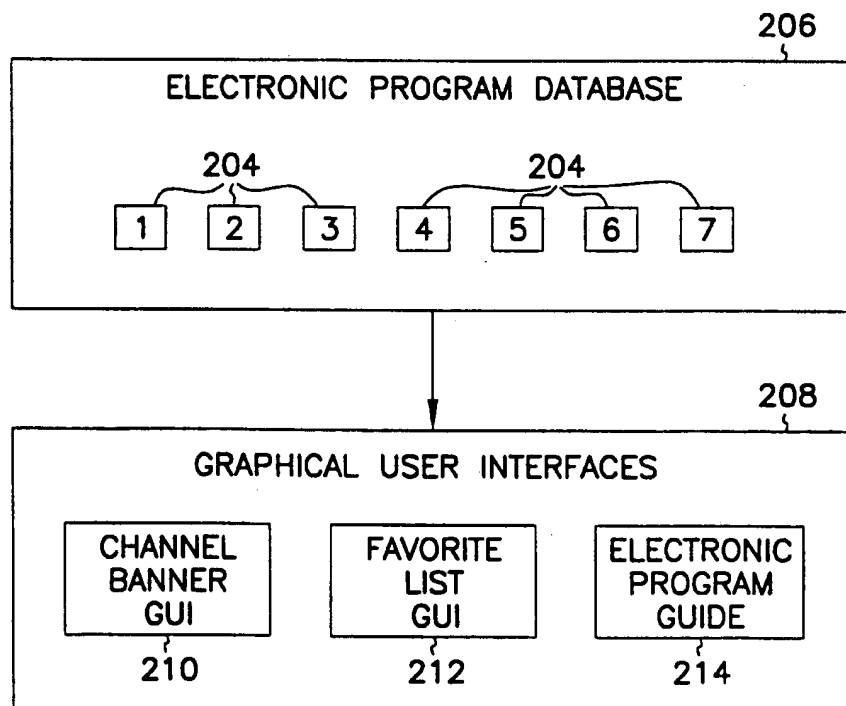 206
ELECTRONIC PROGRAM DATABASE
204 204
1 2 3 4 5 6 7
208
GRAPHICAL USER INTERFACES
CHANNEL
BANNER
GUI
210
FAVORITE
LIST
GUI
212
ELECTRONIC
PROGRAM
GUIDE
214